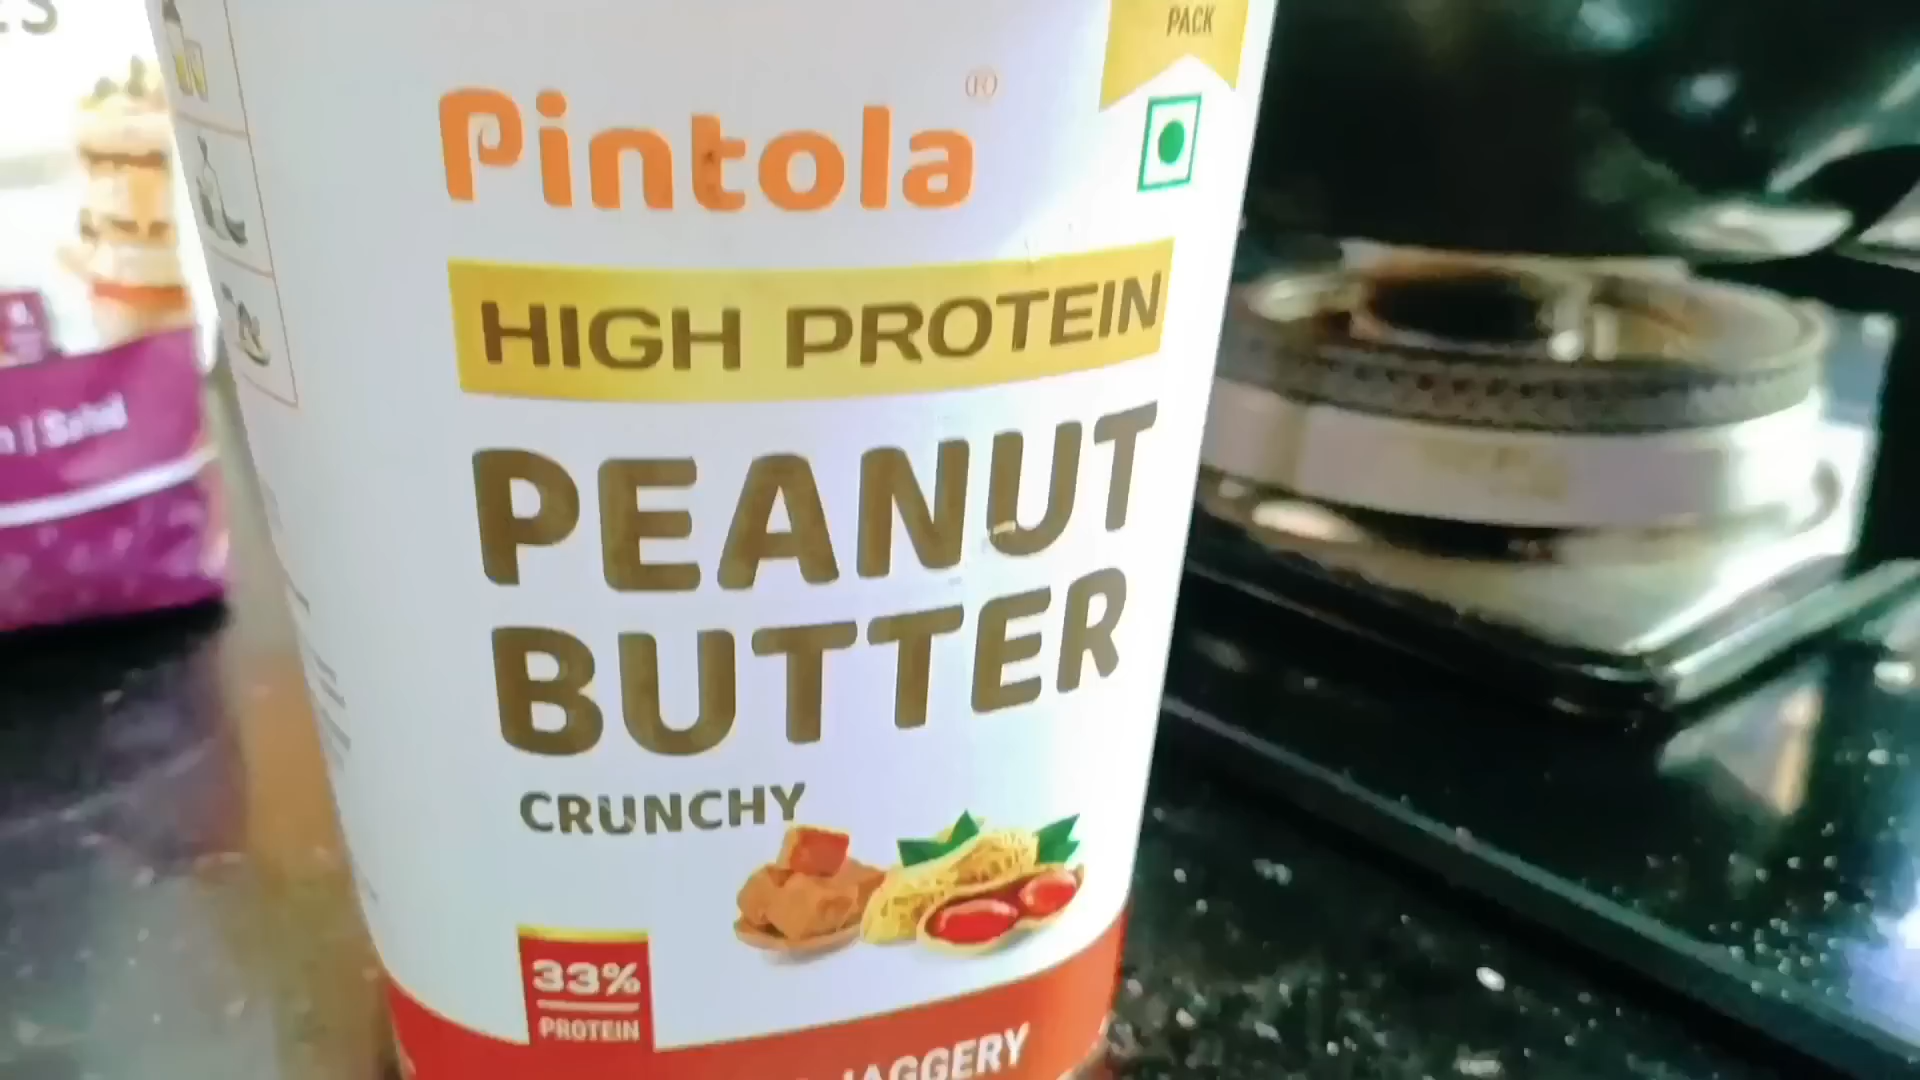 PACK
Pintola®
HIGH PROTEIN
PEANUT
BUTTER
CRUNCHY
33%
PROTEIN
JAGGERY